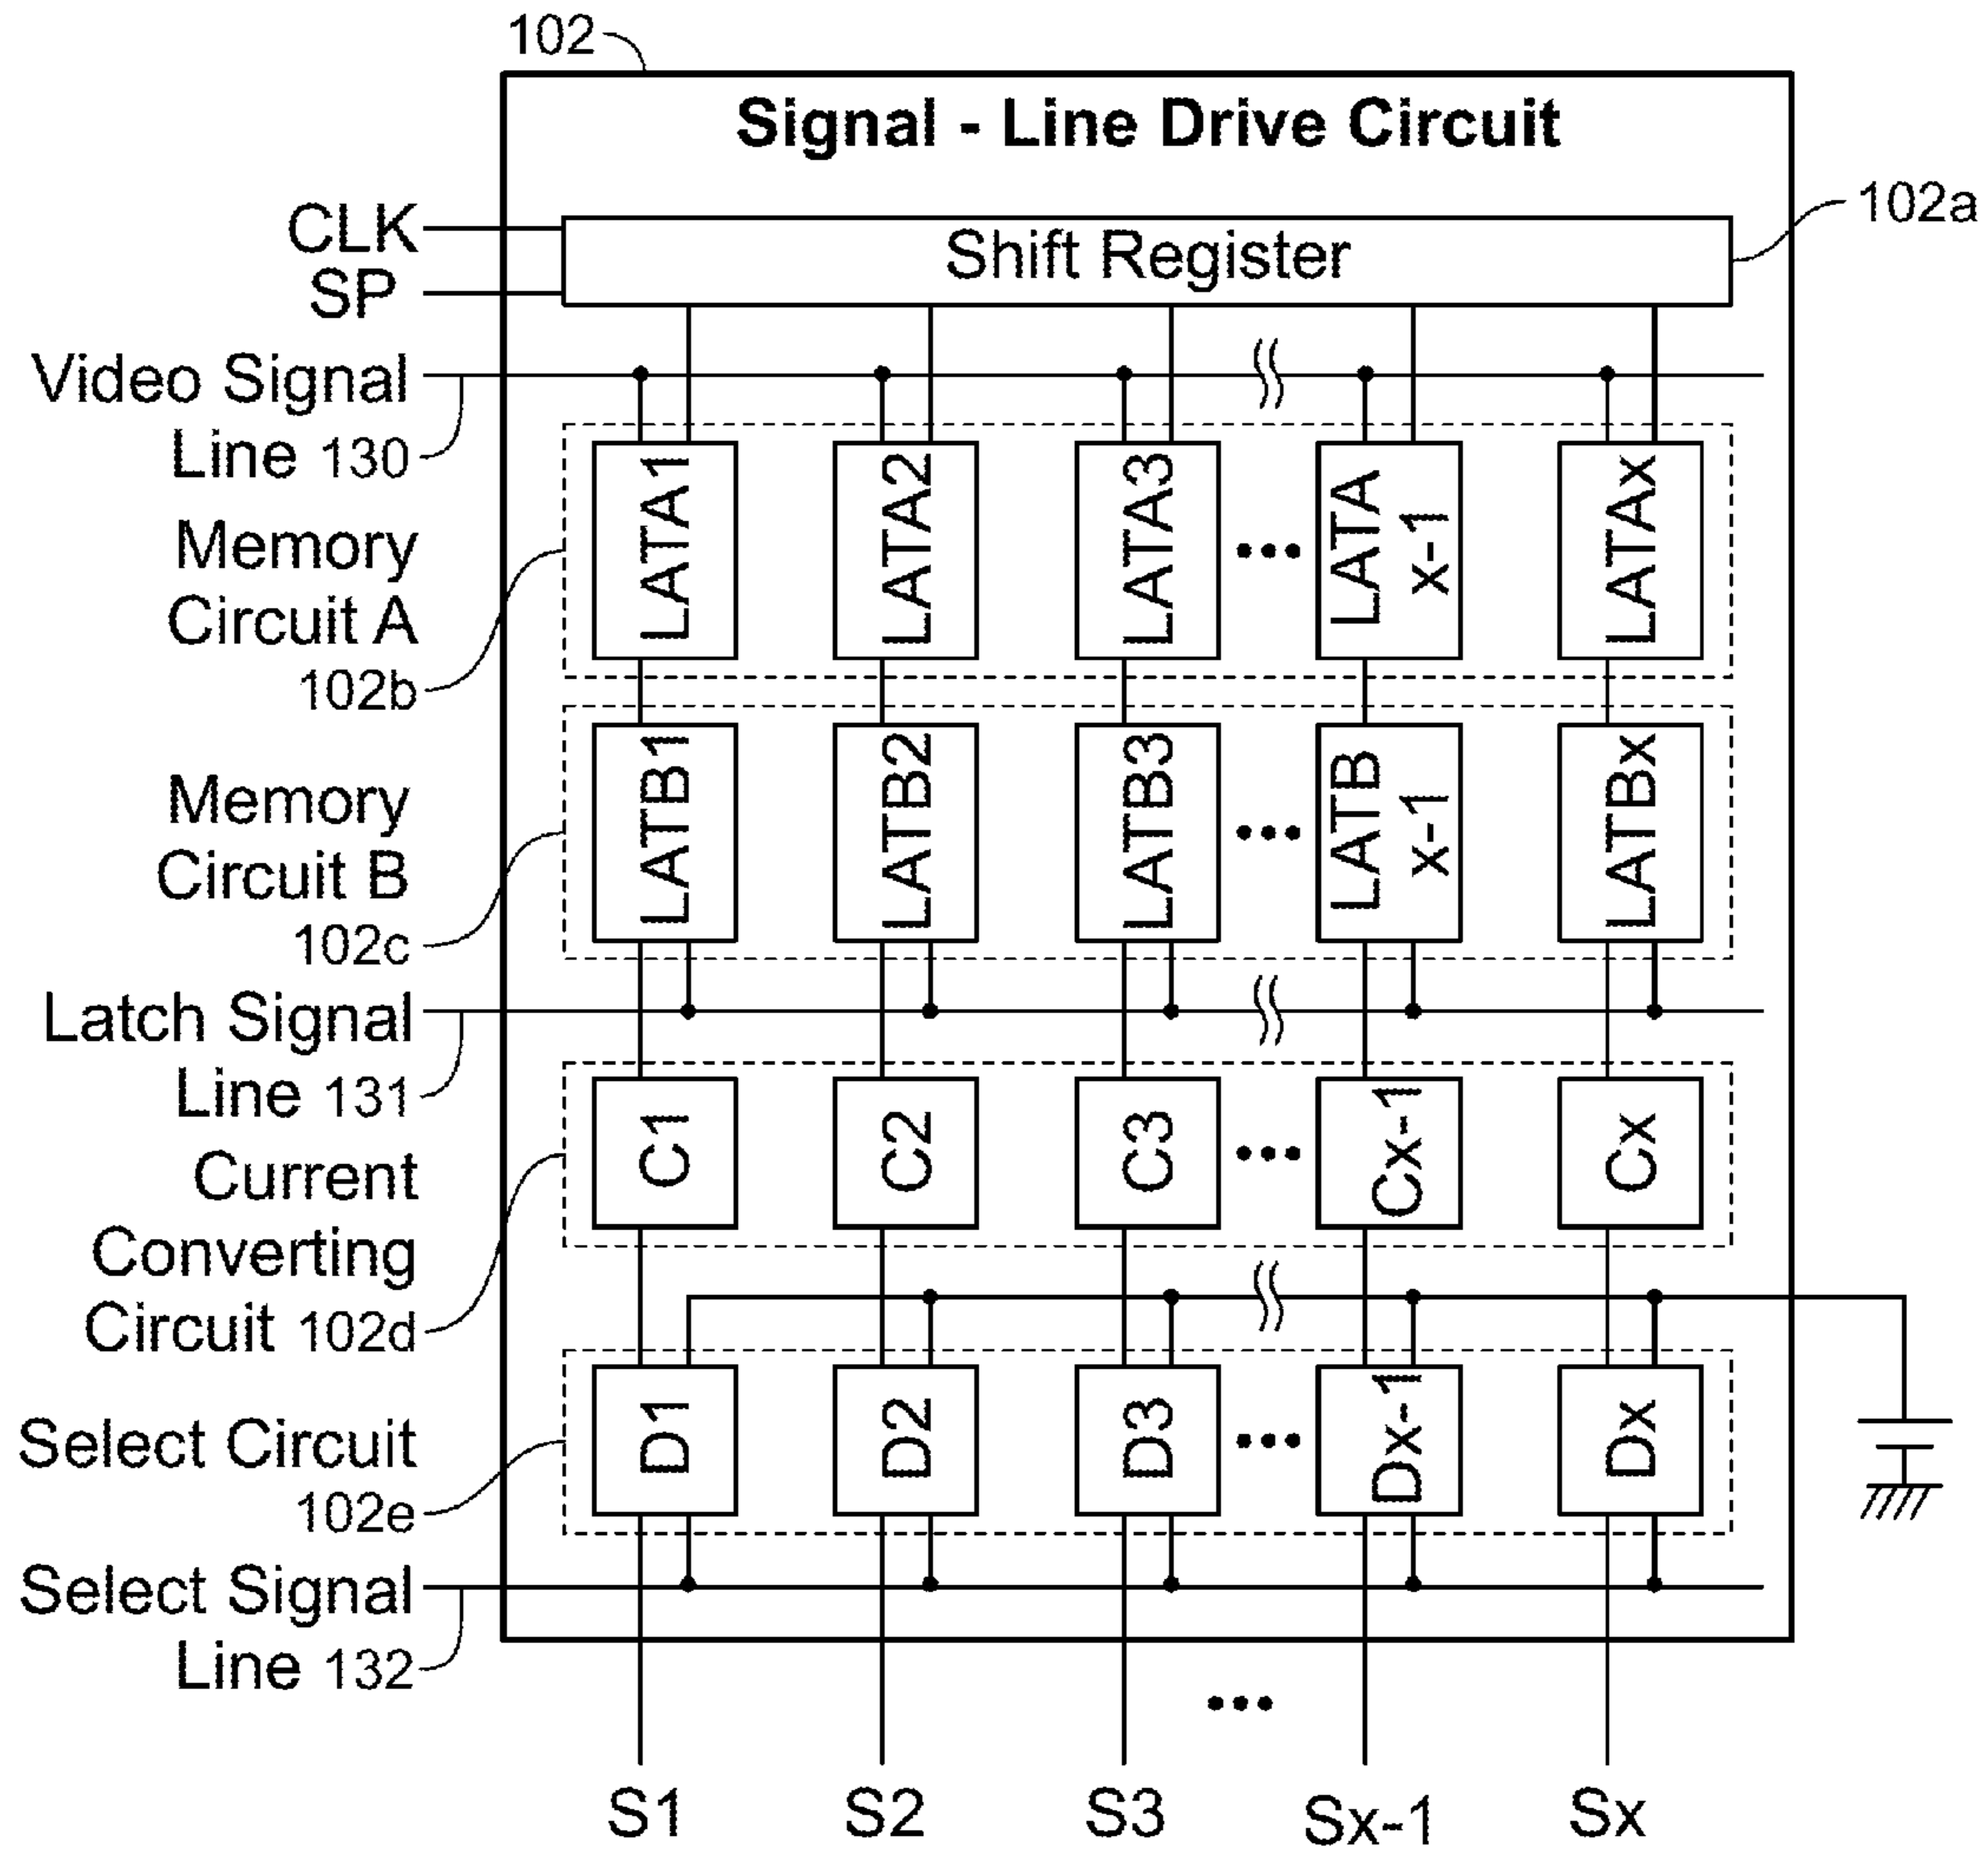 102
Signal - Line Drive Circuit
102a
CLK
SP
Shift Register
Video Signal
Line 130
Memory
Circuit A
102b
LATA1
LATA2
LATA3
•••
LATA
x-1
LATAx
Memory
Circuit B
102c
LATB1
LATB2
LATB3
•••
LATB
x-1
LATBx
Latch Signal
Line 131
Current
Converting
Circuit 102d
C1
C2
C3
•••
Cx-1
Cx
Select Circuit
102e
D1
D2
D3
•••
Dx-1
Dx
Select Signal
Line 132
•••
S1
S2
S3
Sx-1
Sx